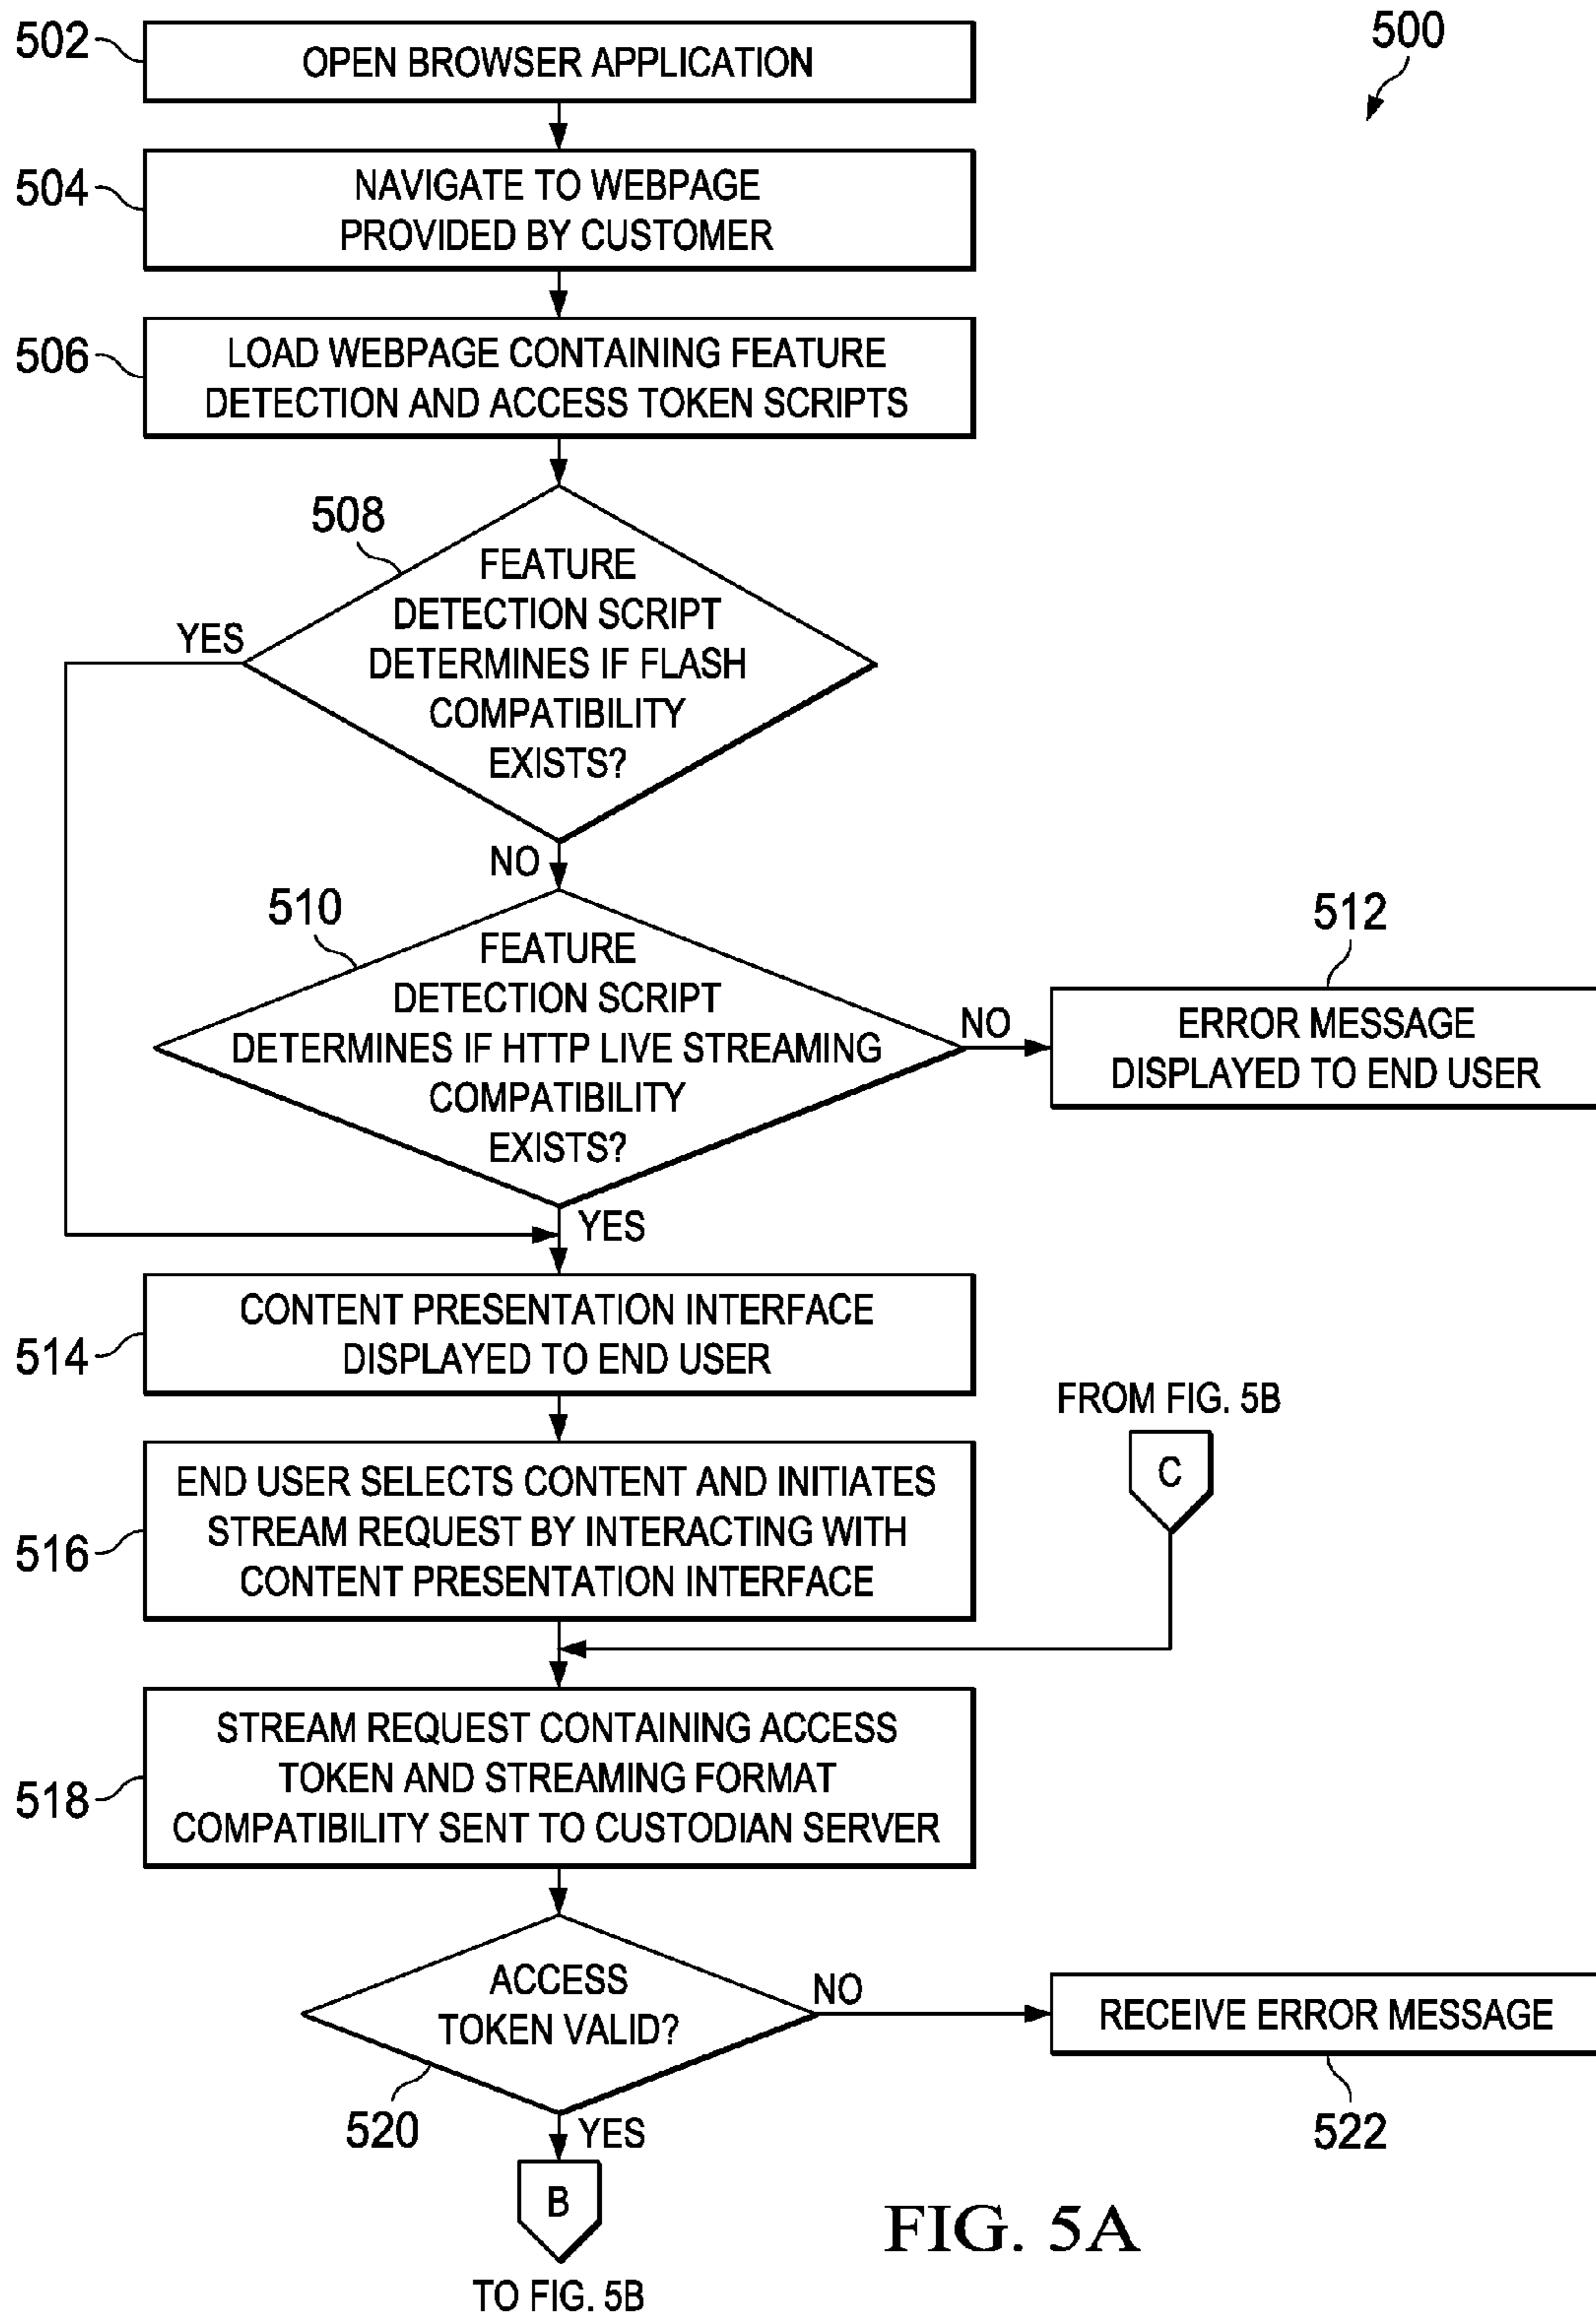 500
502
OPEN BROWSER APPLICATION
504
NAVIGATE TO WEBPAGE
PROVIDED BY CUSTOMER
506
LOAD WEBPAGE CONTAINING FEATURE
DETECTION AND ACCESS TOKEN SCRIPTS
508
FEATURE
DETECTION SCRIPT
DETERMINES IF FLASH
COMPATIBILITY
EXISTS?
YES
NO
510
FEATURE
DETECTION SCRIPT
DETERMINES IF HTTP LIVE STREAMING
COMPATIBILITY
EXISTS?
NO
512
ERROR MESSAGE
DISPLAYED TO END USER
YES
514
CONTENT PRESENTATION INTERFACE
DISPLAYED TO END USER
516
END USER SELECTS CONTENT AND INITIATES
STREAM REQUEST BY INTERACTING WITH
CONTENT PRESENTATION INTERFACE
FROM FIG. 5B
C
518
STREAM REQUEST CONTAINING ACCESS
TOKEN AND STREAMING FORMAT
COMPATIBILITY SENT TO CUSTODIAN SERVER
520
ACCESS
TOKEN VALID?
NO
RECEIVE ERROR MESSAGE
522
YES
B
TO FIG. 5B
FIG. 5A